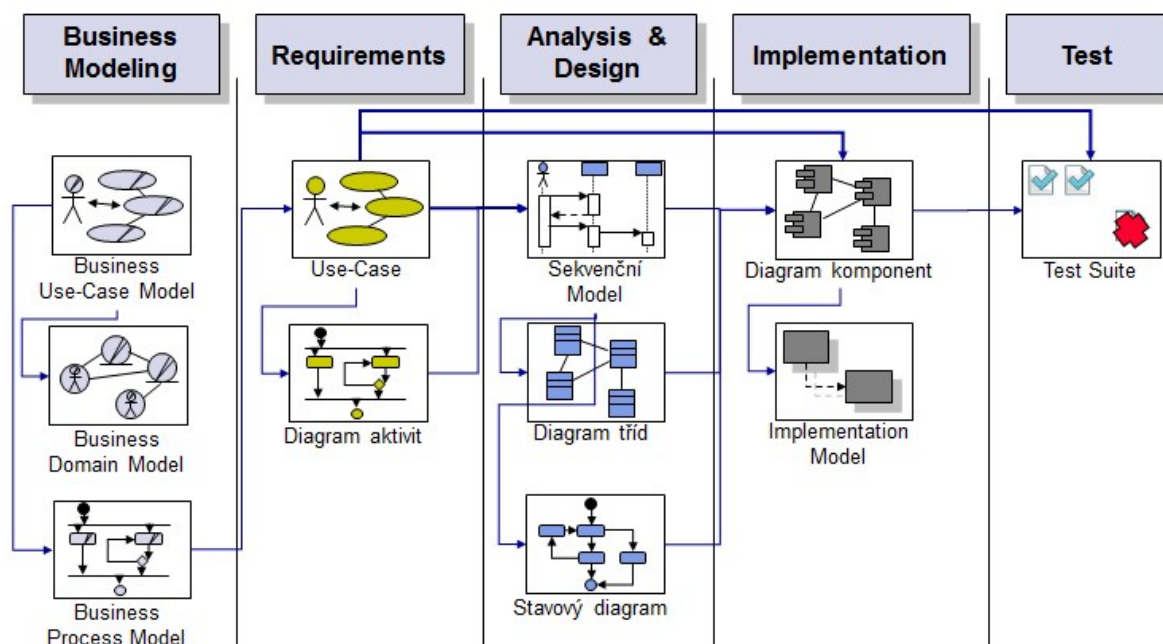 Business
Modeling
Requirements
Analysis &
Design
Implementation
Test
Business
Use-Case Model
Use-Case
Sekvenční
Model
Diagram komponent
Test Suite
Business
Domain Model
Diagram aktivit
Diagram tříd
Implementation
Model
Business
Process Model
Stavový diagram